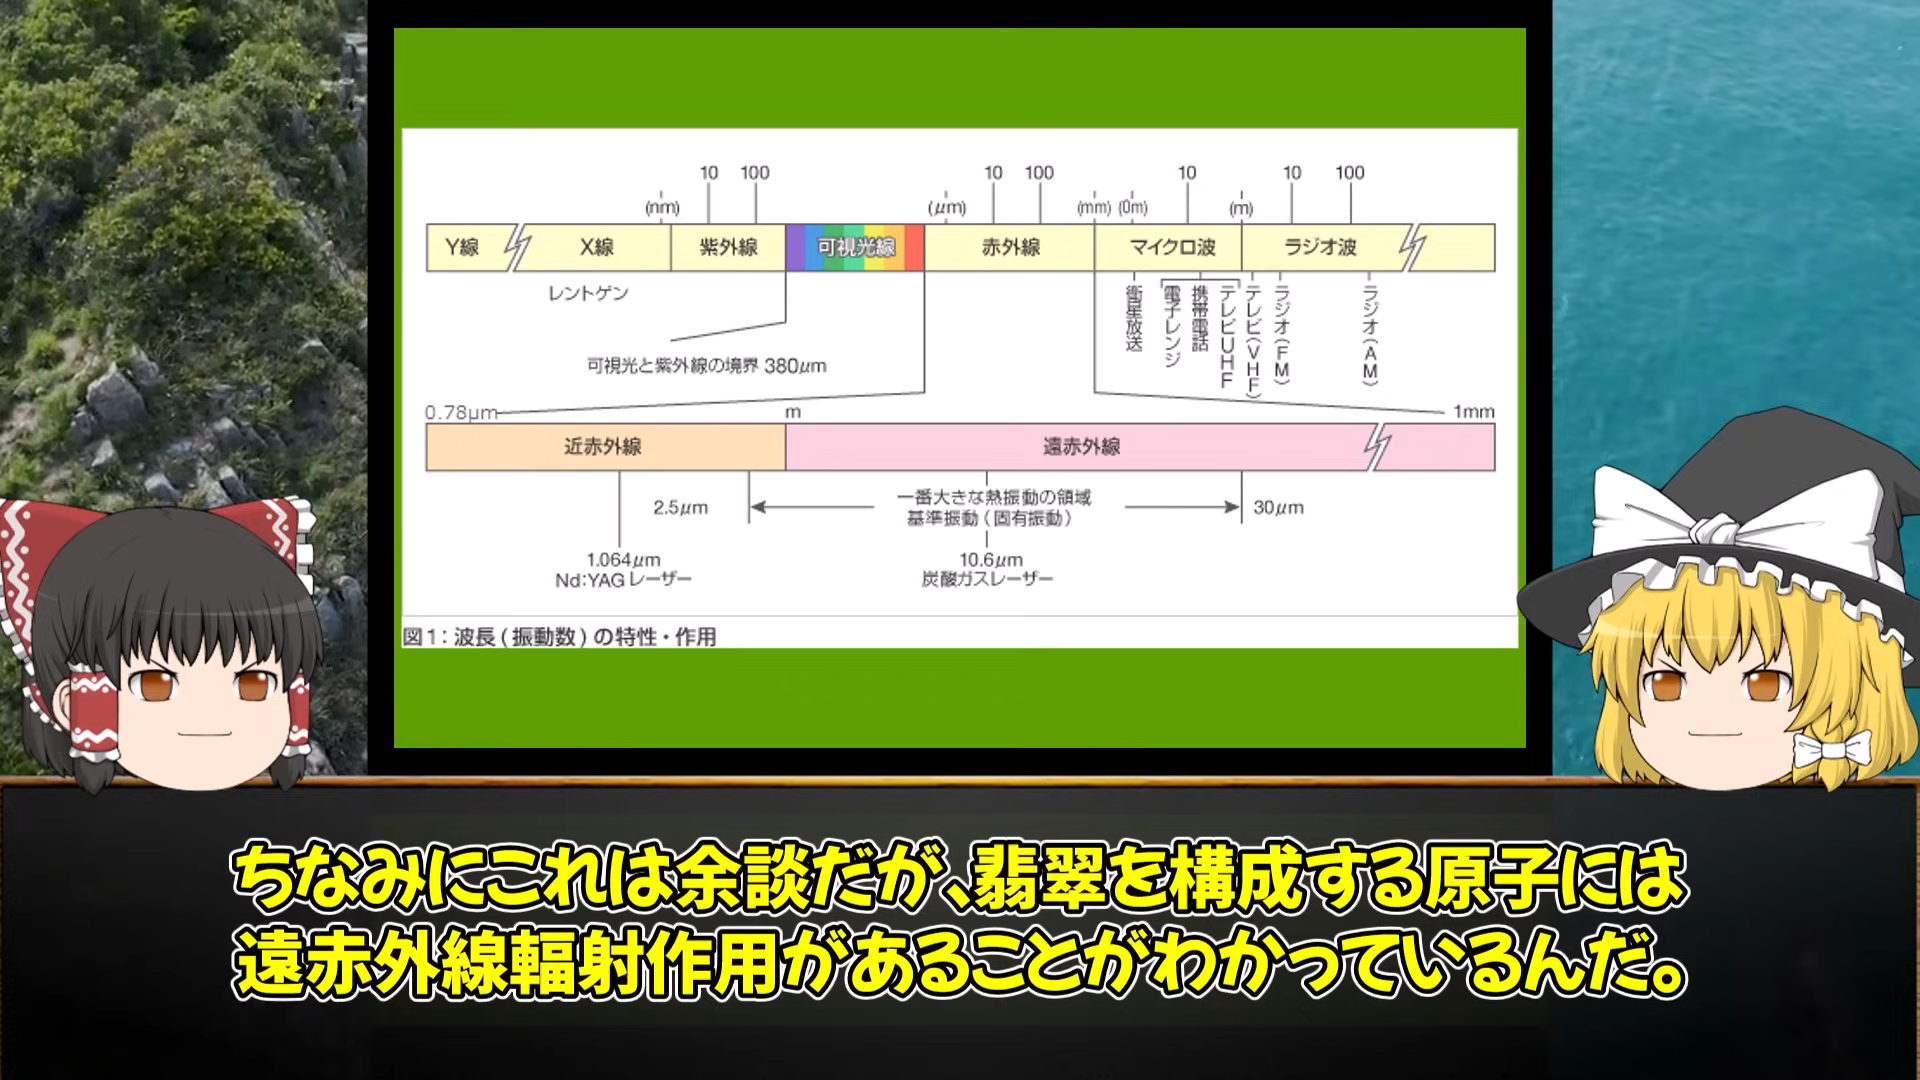 10 100 10 100 10 10 100
(nm) (μm) (mm) (0m) (m)
Y線 X線 紫外線 可視光線 赤外線 マイクロ波 ラジオ波
レントゲン
衛星放送
電子レンジ
携帯電話
テレビUHF
テレビ(VHF)
ラジオ(FM)
ラジオ(AM)
可視光と紫外線の境界 380μm
0.78μm m 1mm
近赤外線 遠赤外線
2.5μm 一番大きな熱振動の領域 30μm
基準振動(固有振動)
1.064μm 10.6μm
Nd:YAGレーザー 炭酸ガスレーザー
図1:波長(振動数)の特性・作用
ちなみにこれは余談だが、翡翠を構成する原子には
遠赤外線輻射作用があることがわかっているんだ。